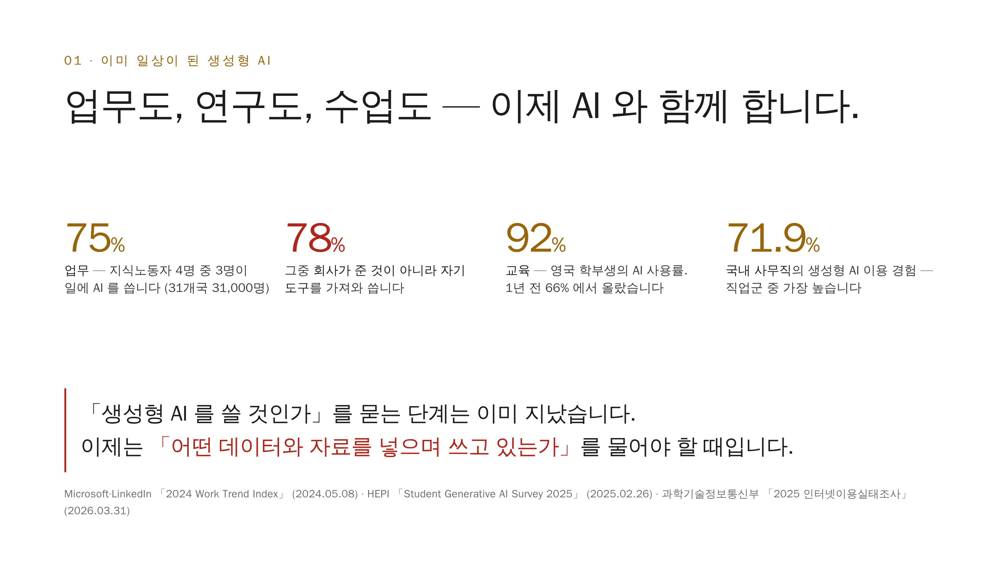 01 · 이미 일상이 된 생성형 AI
업무도, 연구도, 수업도 — 이제 AI 와 함께 합니다.
75%
업무 — 지식노동자 4명 중 3명이
일에 AI 를 씁니다 (31개국 31,000명)
78%
그중 회사가 준 것이 아니라 자기
도구를 가져와 씁니다
92%
교육 — 영국 학부생의 AI 사용률.
1년 전 66% 에서 올랐습니다
71.9%
국내 사무직의 생성형 AI 이용 경험 —
직업군 중 가장 높습니다
「생성형 AI 를 쓸 것인가」를 묻는 단계는 이미 지났습니다.
이제는 「어떤 데이터와 자료를 넣으며 쓰고 있는가」를 물어야 할 때입니다.
Microsoft·LinkedIn 「2024 Work Trend Index」 (2024.05.08) · HEPI 「Student Generative AI Survey 2025」 (2025.02.26) · 과학기술정보통신부 「2025 인터넷이용실태조사」
(2026.03.31)